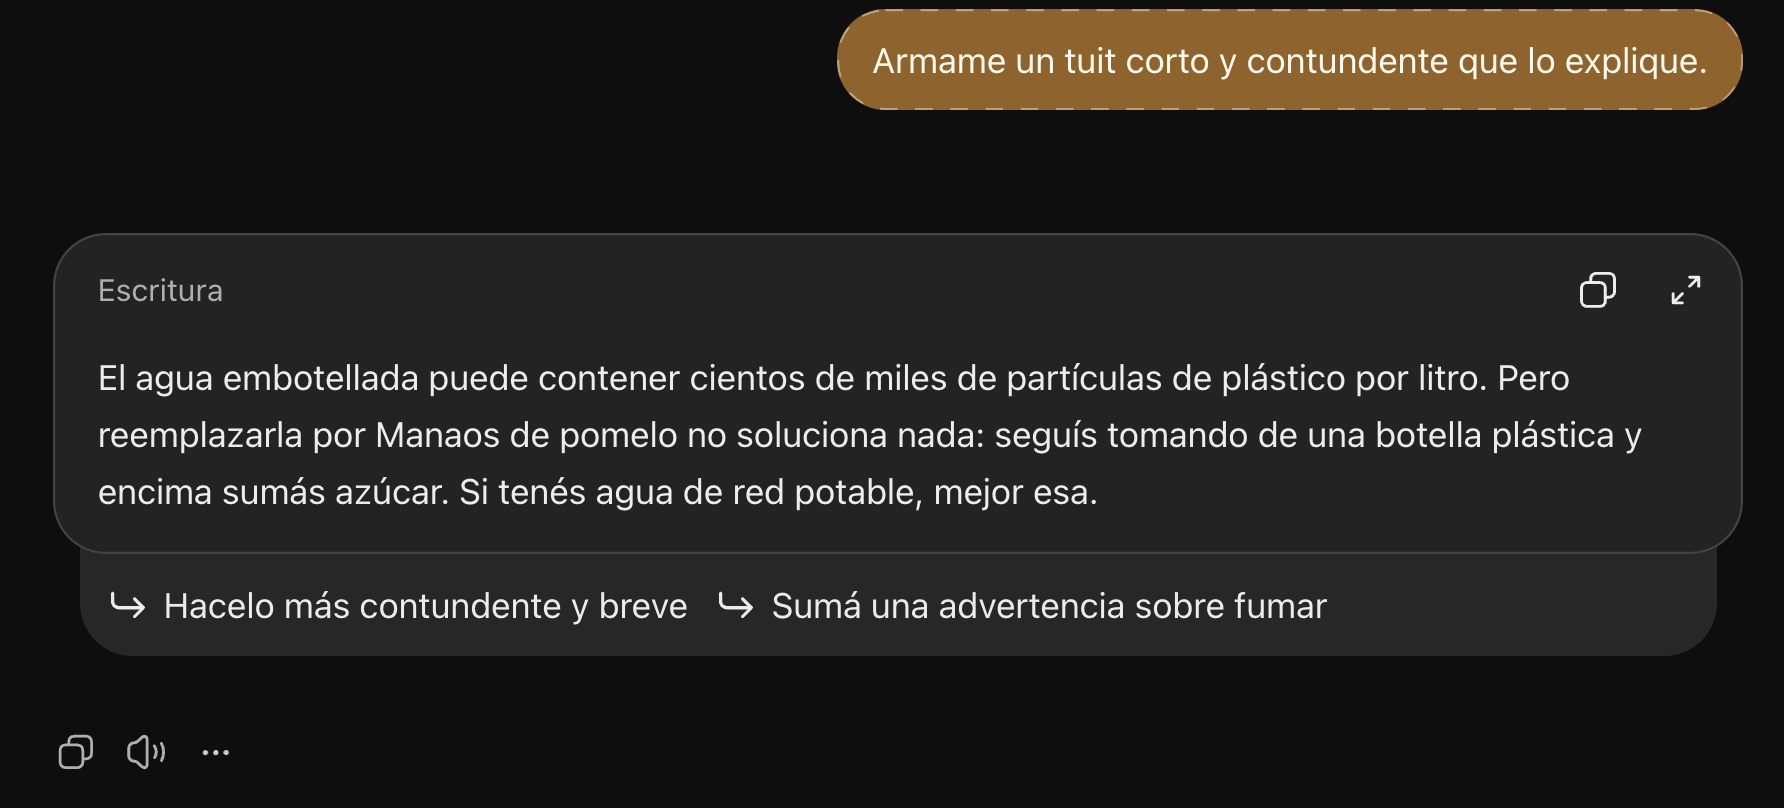 Armame un tuit corto y contundente que lo explique.
Escritura
El agua embotellada puede contener cientos de miles de partículas de plástico por litro. Pero
reemplazarla por Manaos de pomelo no soluciona nada: seguís tomando de una botella plástica y
encima sumás azúcar. Si tenés agua de red potable, mejor esa.
Hacelo más contundente y breve
Sumá una advertencia sobre fumar